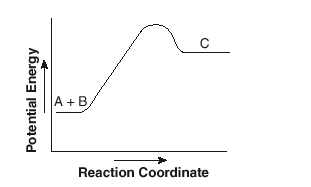 C
A + B
Potential Energy
Reaction Coordinate